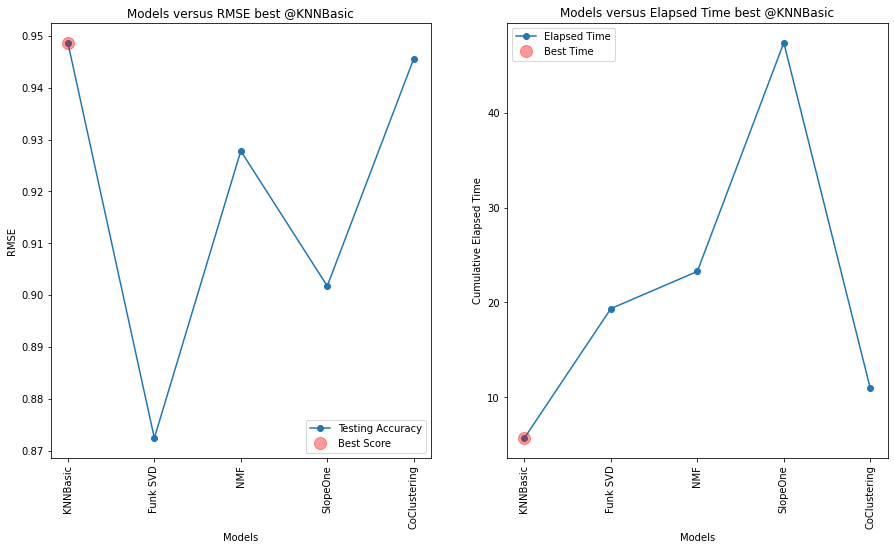 Models versus RMSE best @KNNBasic
0.95
0.94
0.93
0.92
0.91
0.90
0.89
0.88
0.87
RMSE
Testing Accuracy
Best Score
KNNBasic
Funk SVD
NMF
SlopeOne
CoClustering
Models
Models versus Elapsed Time best @KNNBasic
Elapsed Time
Best Time
40
30
20
10
Cumulative Elapsed Time
KNNBasic
Funk SVD
NMF
SlopeOne
CoClustering
Models